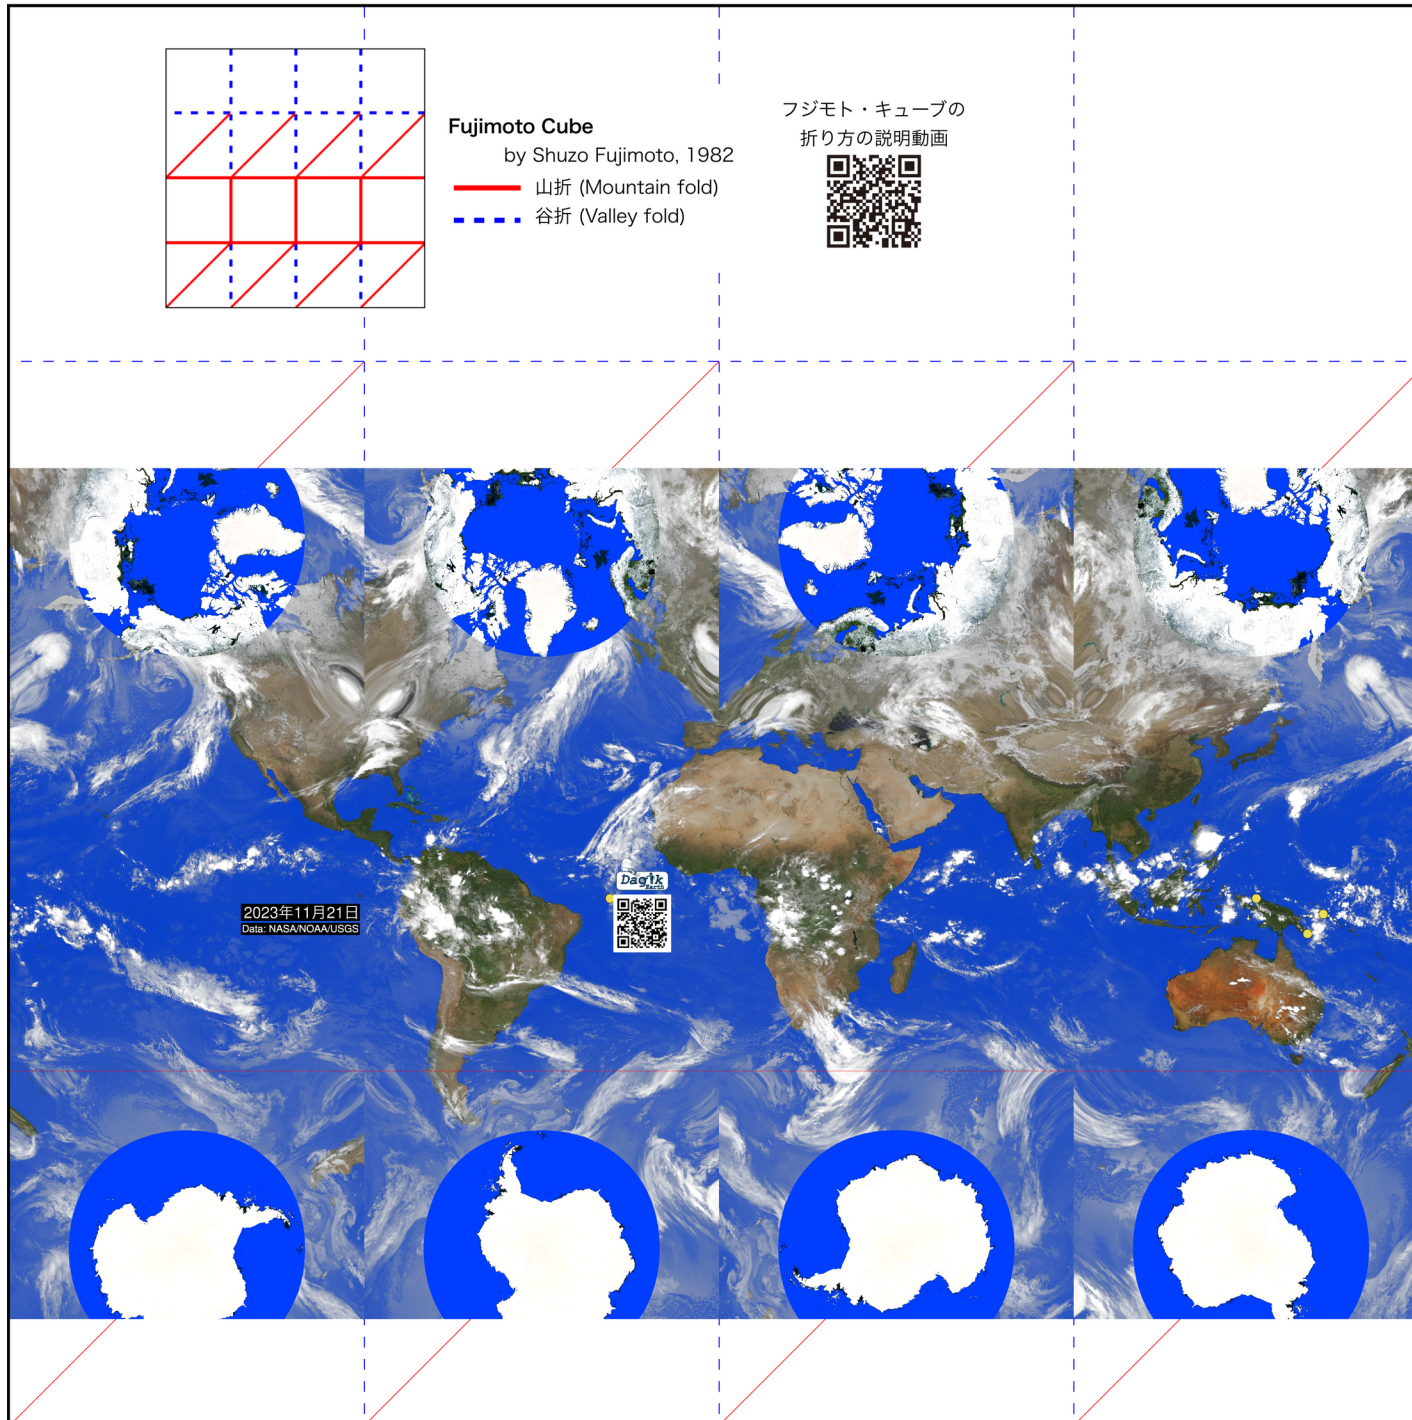 Fujimoto Cube
by Shuzo Fujimoto, 1982
山折 (Mountain fold)
谷折 (Valley fold)
フジモト・キューブの
折り方の説明動画
Dagik
Earth
2023年11月21日
Data: NASA/NOAA/USGS